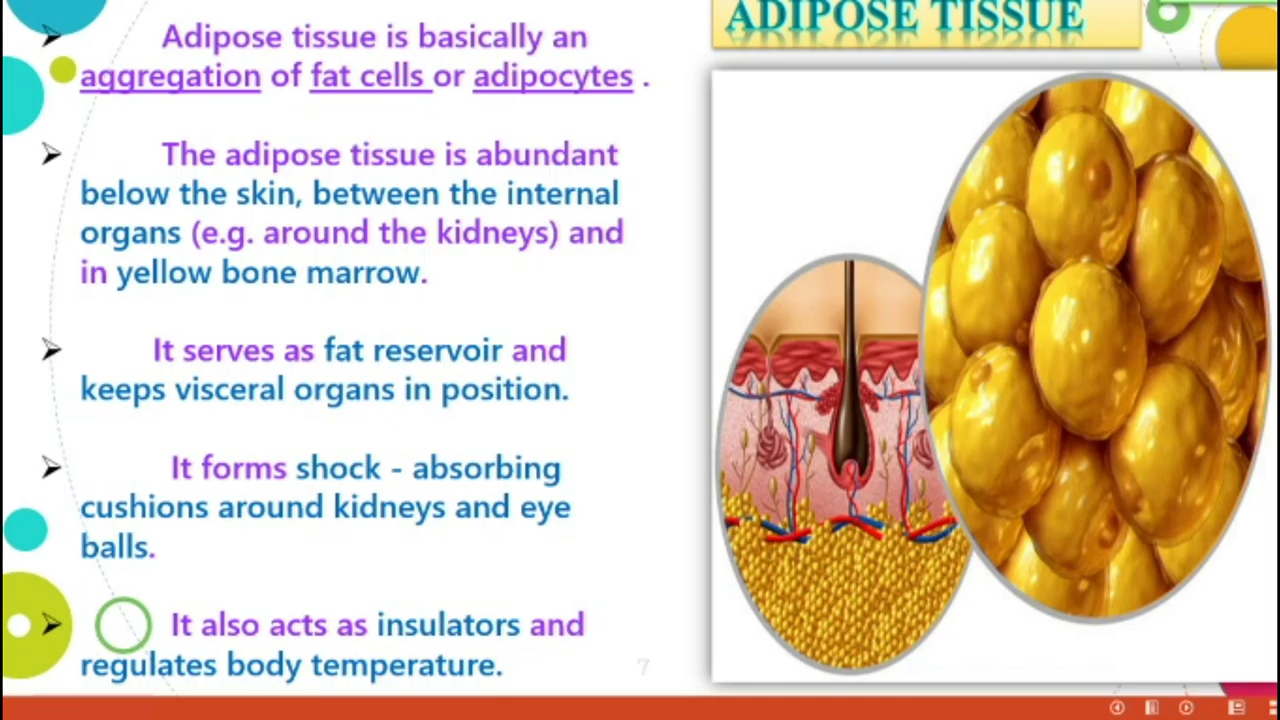 ADIPOSE TISSUE
Adipose tissue is basically an
aggregation of fat cells or adipocytes .
The adipose tissue is abundant
below the skin, between the internal
organs (e.g. around the kidneys) and
in yellow bone marrow.
It serves as fat reservoir and
keeps visceral organs in position.
It forms shock - absorbing
cushions around kidneys and eye
balls.
It also acts as insulators and
regulates body temperature.
7